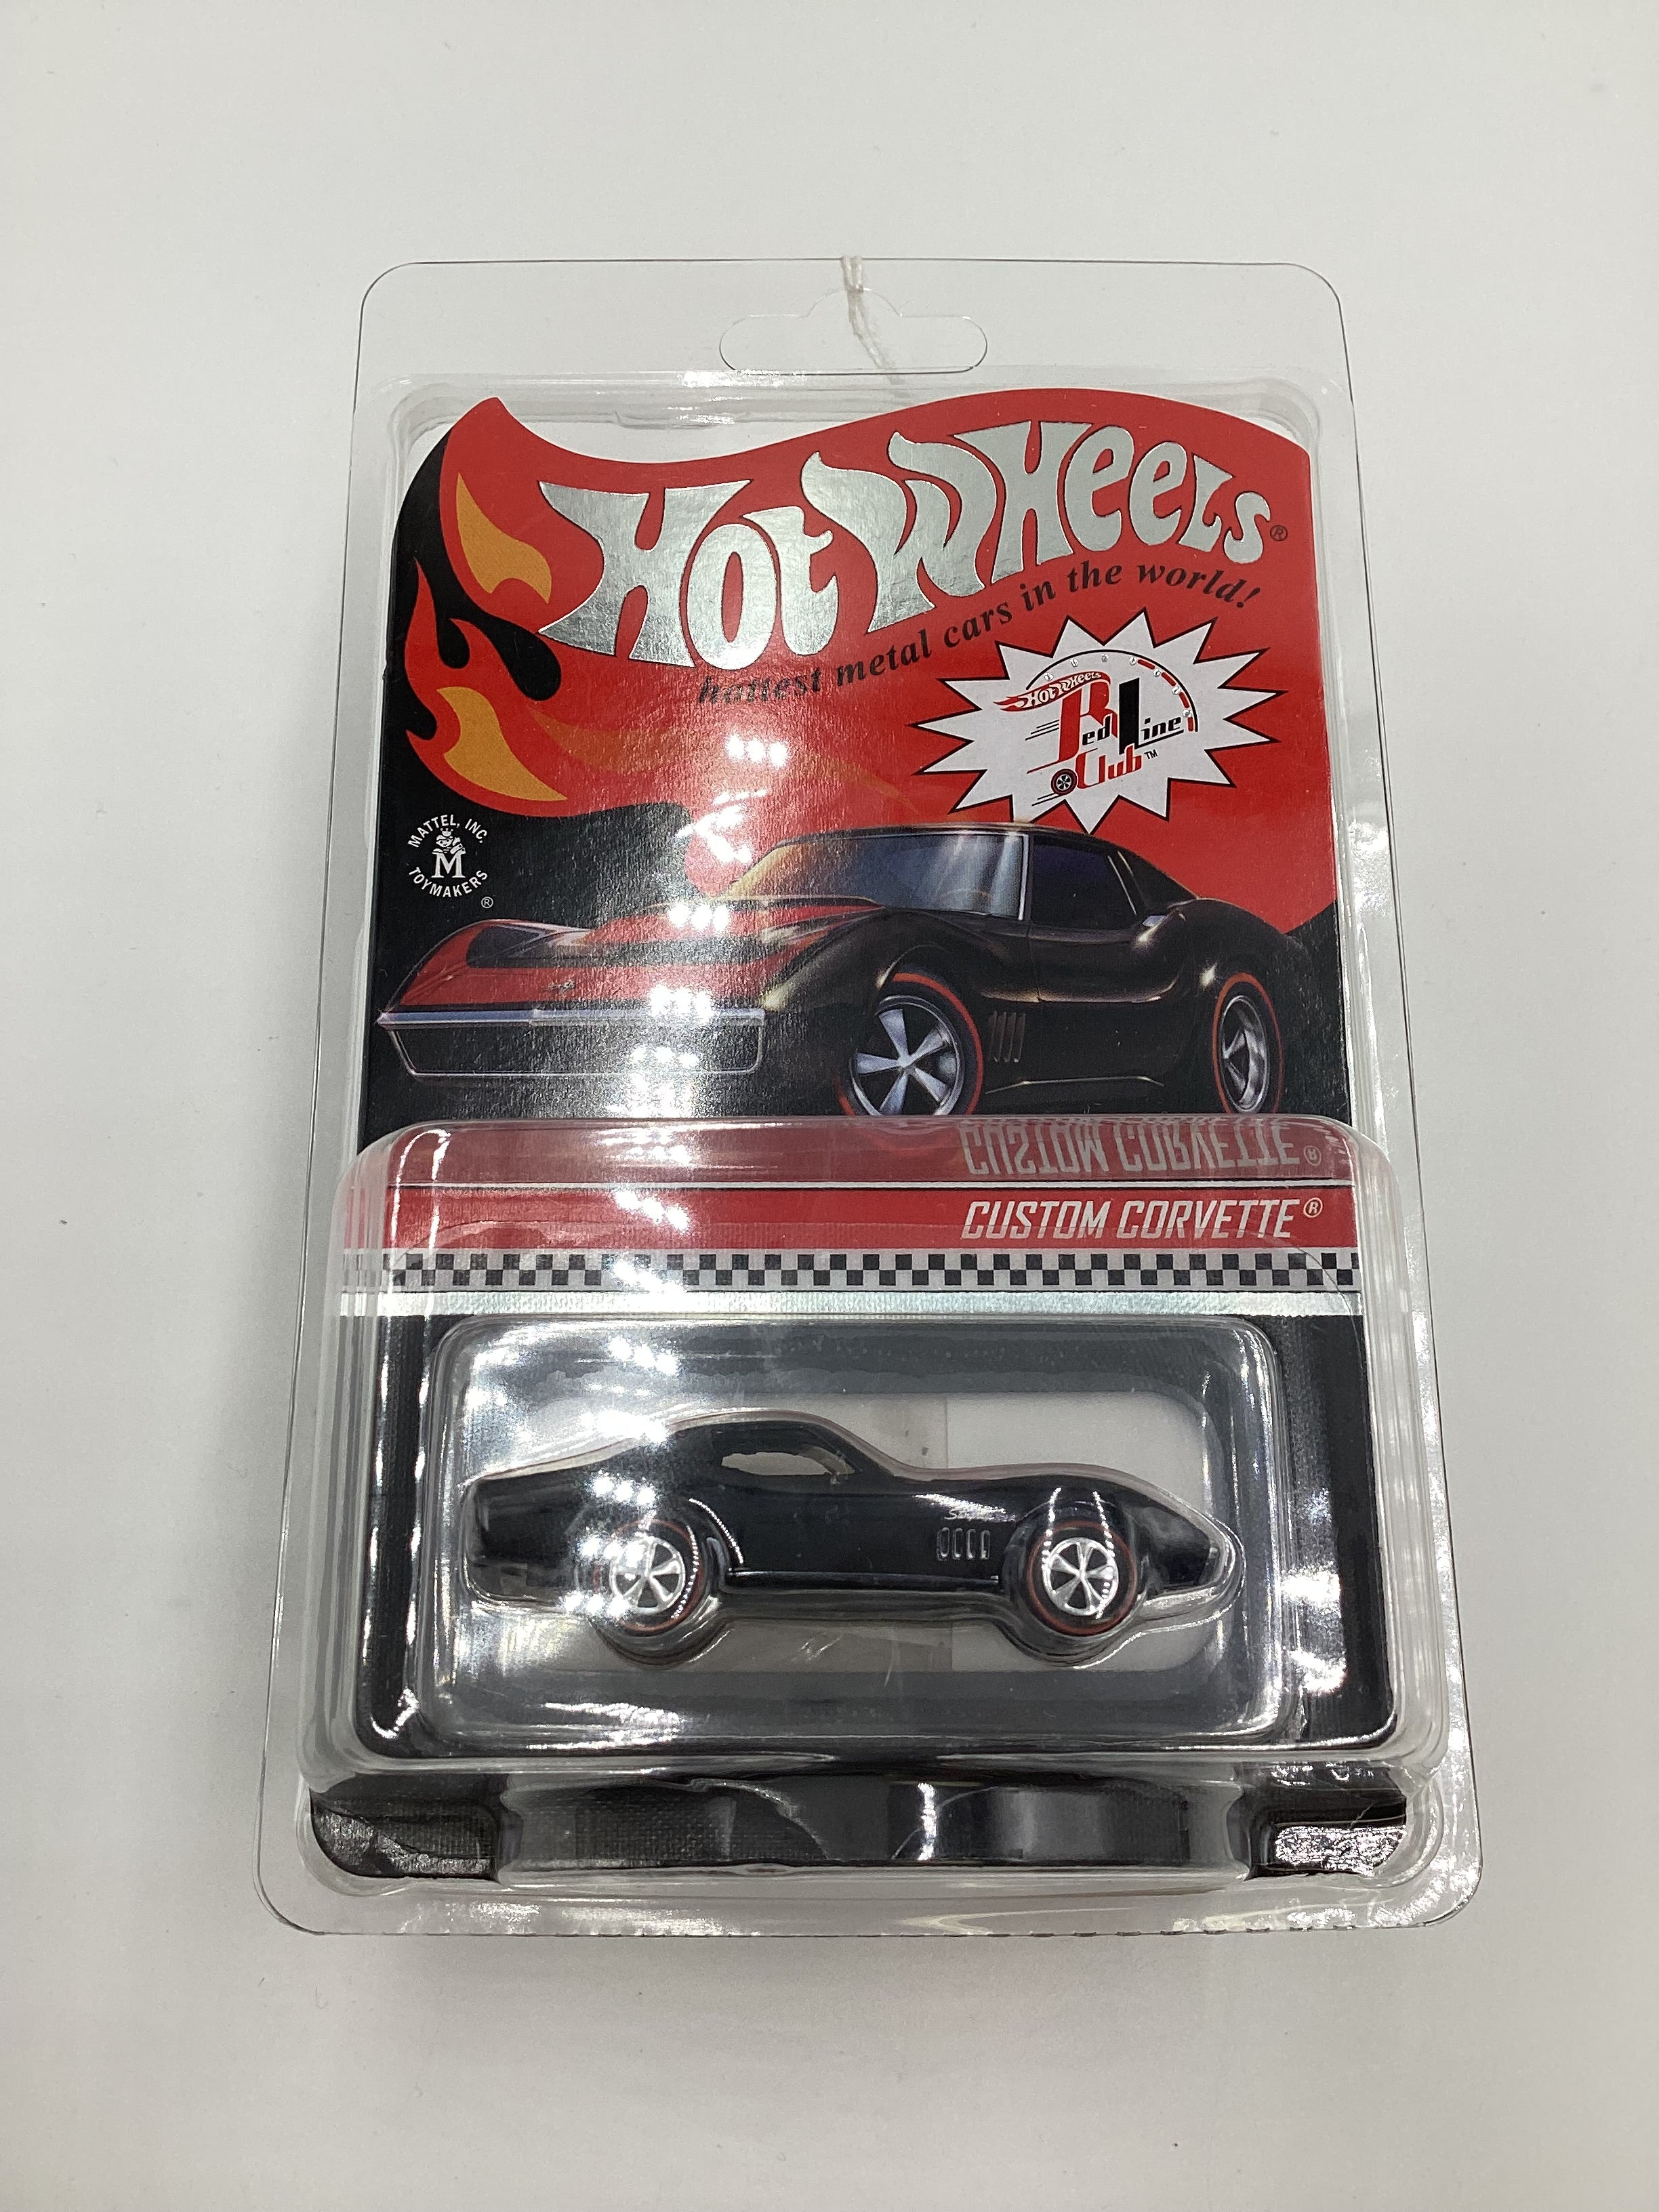 Hot Wheels®
hottest metal cars in the world!
Hot Wheels
Red Line
Club™
MATTEL, INC.
M
TOYMAKERS
®
CUSTOM CORVETTE®
CUSTOM CORVETTE®